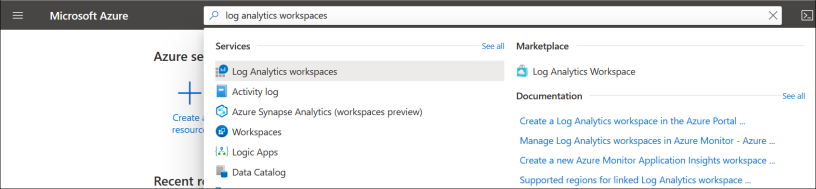 Microsoft Azure
log analytics workspaces
Azure se
Create a
resourc
Recent r
Services
See all
Log Analytics workspaces
Activity log
Azure Synapse Analytics (workspaces preview)
Workspaces
Logic Apps
Data Catalog
Marketplace
Log Analytics Workspace
Documentation
See all
Create a Log Analytics workspace in the Azure Portal ...
Manage Log Analytics workspaces in Azure Monitor - Azure ...
Create a new Azure Monitor Application Insights workspace ...
Supported regions for linked Log Analytics workspace ...